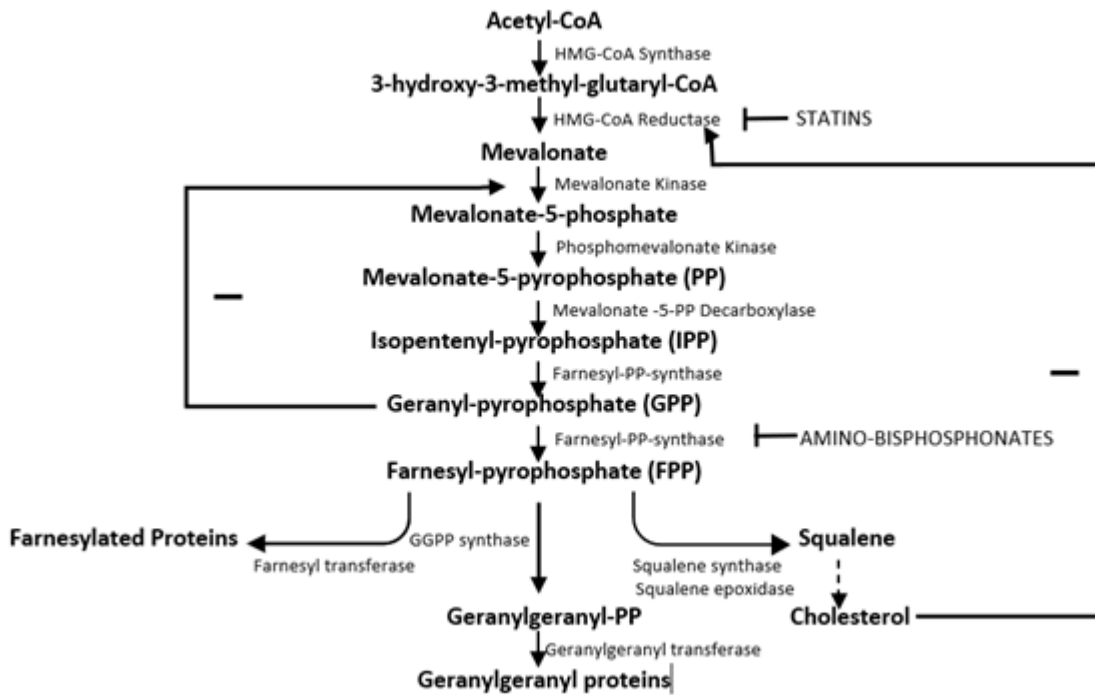 Acetyl-CoA
HMG-CoA Synthase
3-hydroxy-3-methyl-glutaryl-CoA
HMG-CoA Reductase
STATINS
Mevalonate
Mevalonate Kinase
Mevalonate-5-phosphate
Phosphomevalonate Kinase
Mevalonate-5-pyrophosphate (PP)
Mevalonate -5-PP Decarboxylase
Isopentenyl-pyrophosphate (IPP)
Farnesyl-PP-synthase
Geranyl-pyrophosphate (GPP)
Farnesyl-PP-synthase
AMINO-BISPHOSPHONATES
Farnesyl-pyrophosphate (FPP)
Farnesylated Proteins
GGPP synthase
Squalene
Farnesyl transferase
Squalene synthase
Squalene epoxidase
Geranylgeranyl-PP
Cholesterol
Geranylgeranyl transferase
Geranylgeranyl proteins